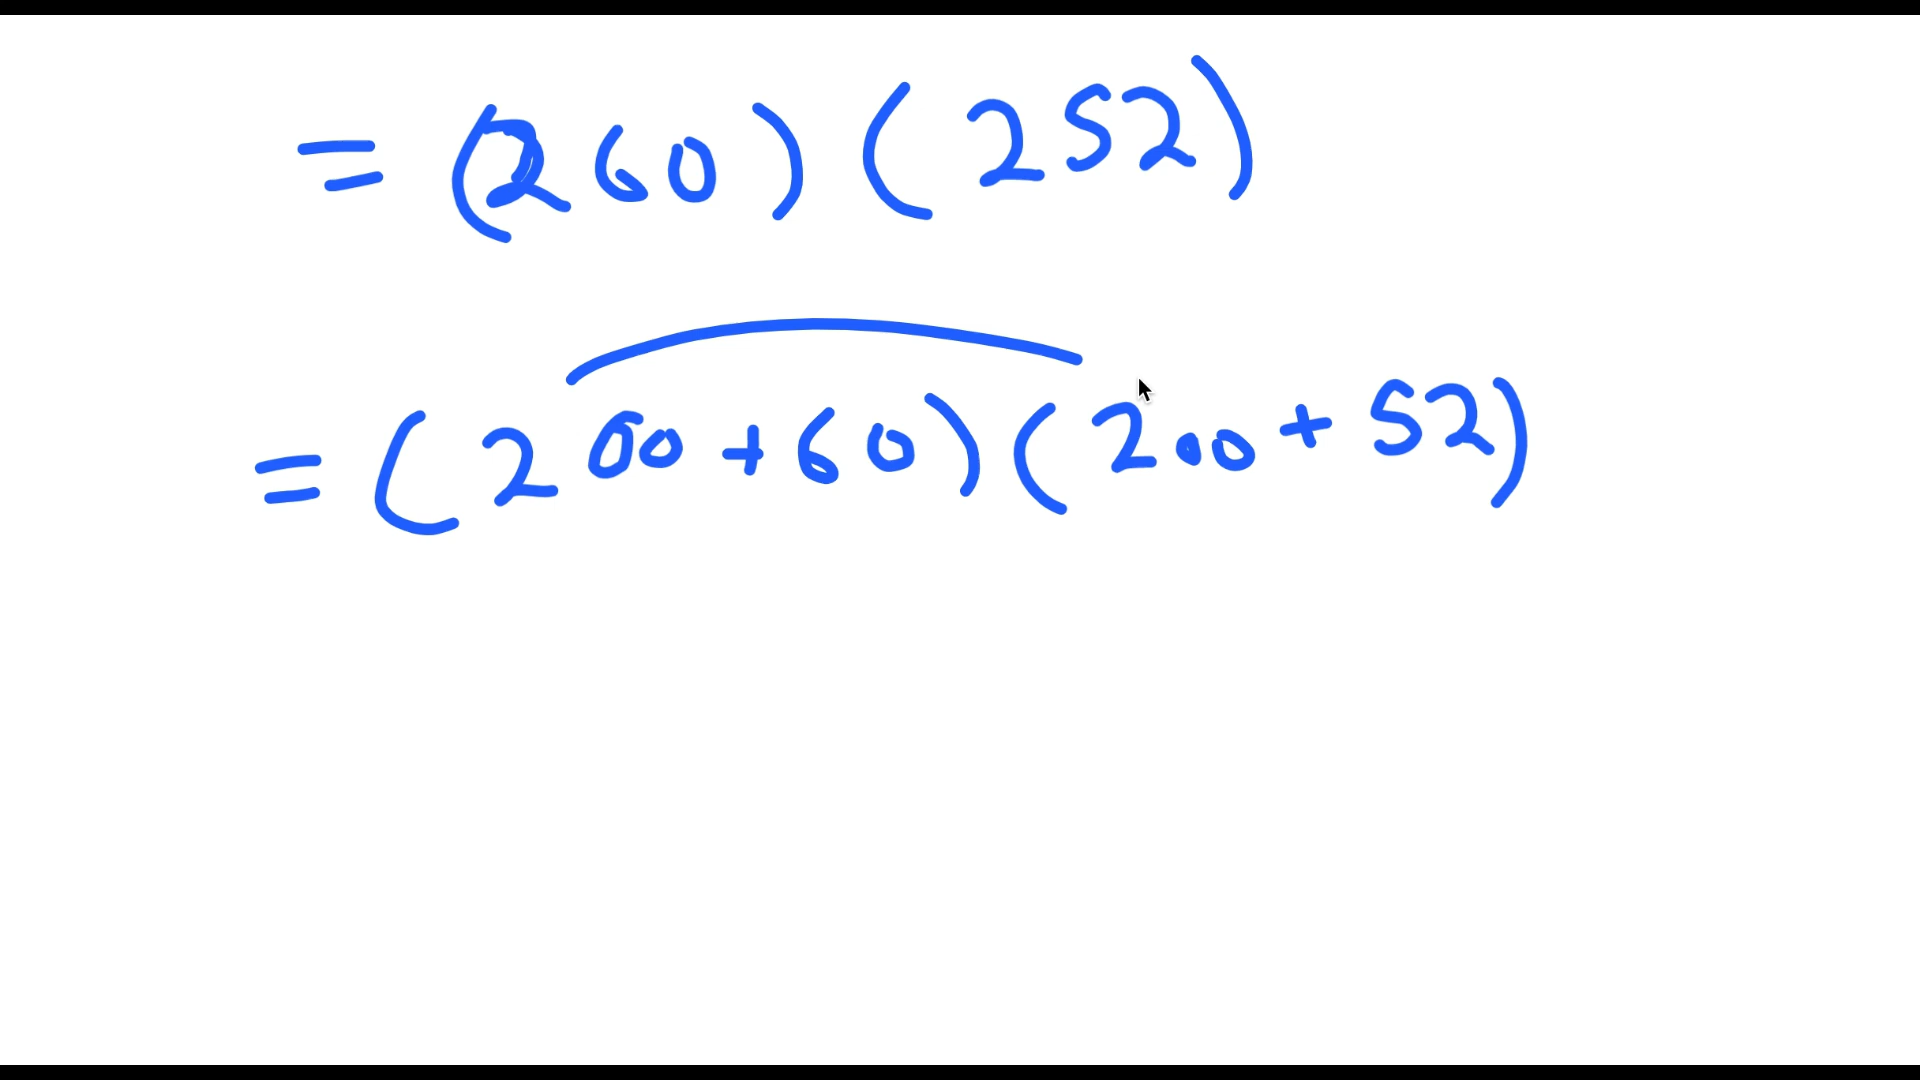 = (260)(252)
= (200+60)(200+52)